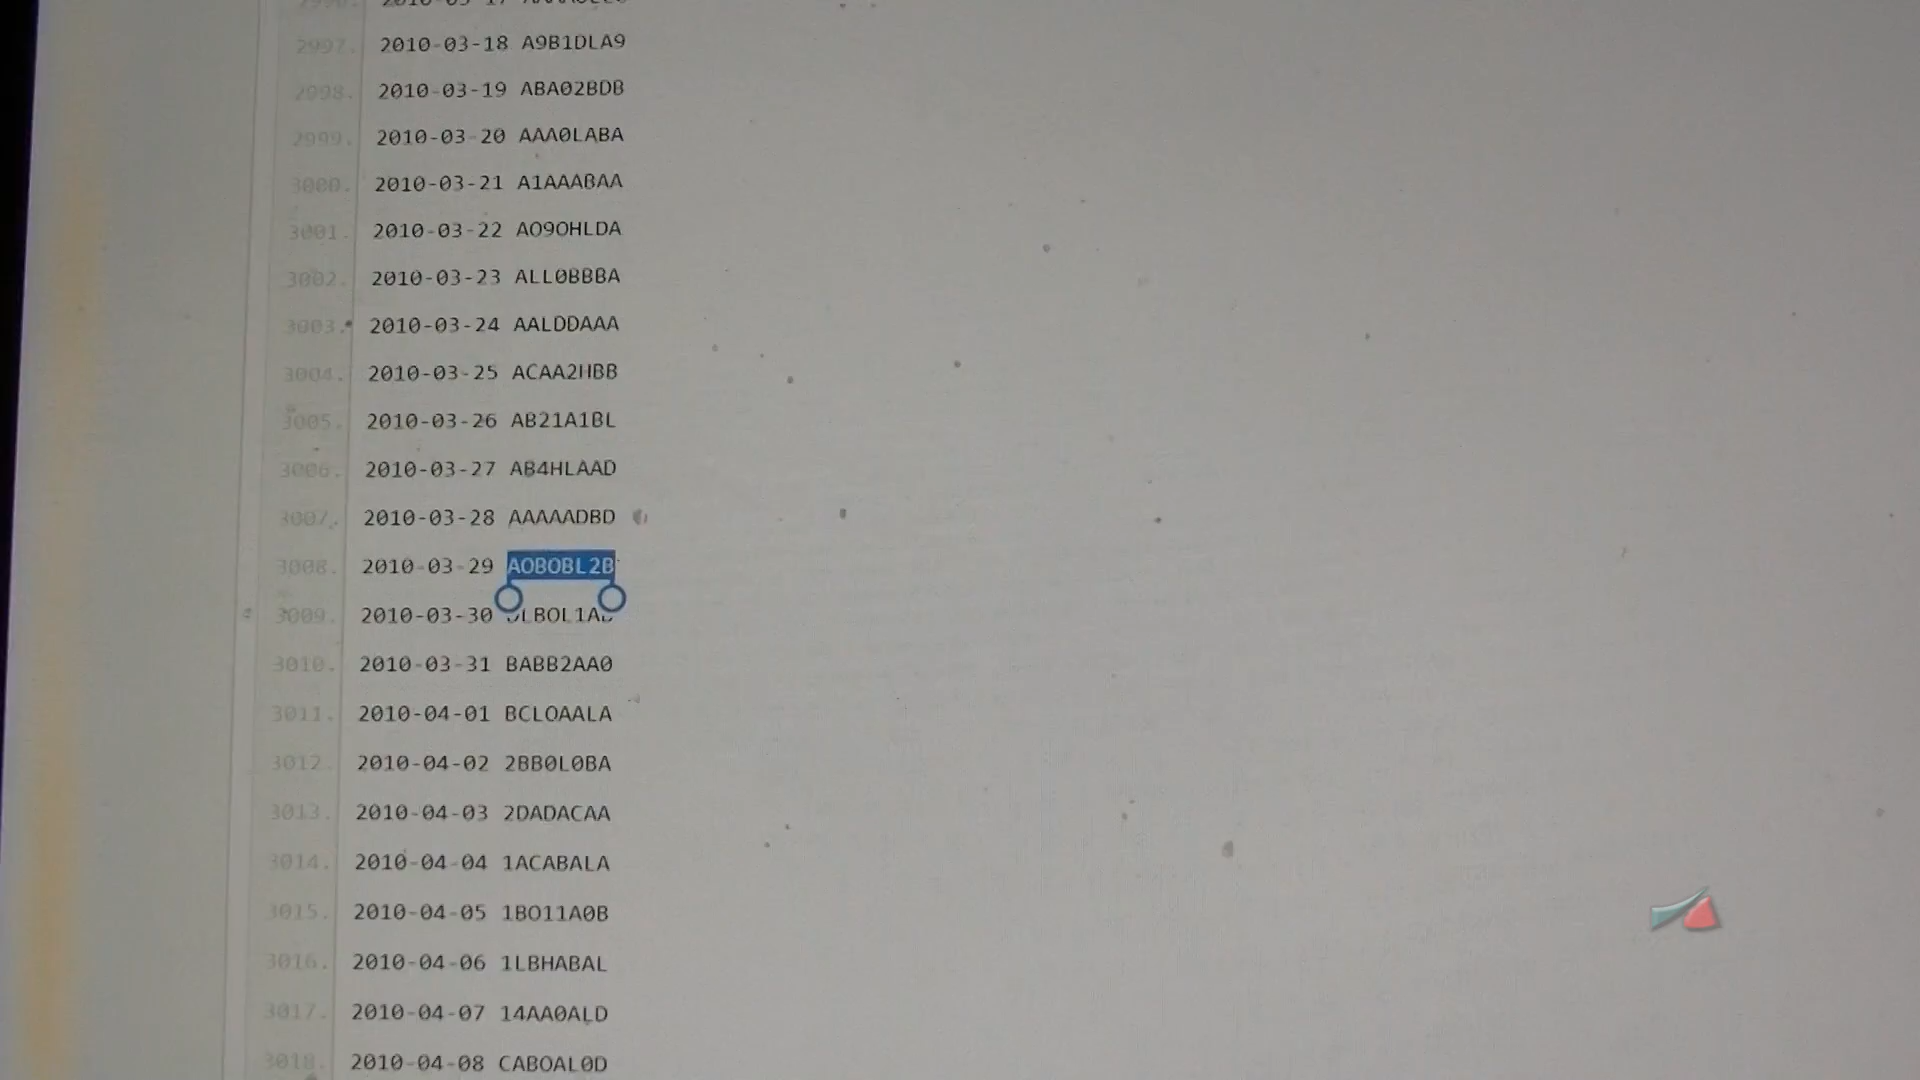 2997. 2010-03-18 A9B1DLA9
2998. 2010-03-19 ABA02BDB
2999. 2010-03-20 AAA0LABA
3000. 2010-03-21 A1AAABAA
3001. 2010-03-22 AO9OHLDA
3002. 2010-03-23 ALL0BBBA
3003. 2010-03-24 AALDDAAA
3004. 2010-03-25 ACAA2HBB
3005. 2010-03-26 AB21A1BL
3006. 2010-03-27 AB4HLAAD
3007. 2010-03-28 AAAAADBD
3008. 2010-03-29 AOBOBL2B
3009. 2010-03-30
3010. 2010-03-31 BABB2AA0
3011. 2010-04-01 BCLOAALA
3012. 2010-04-02 2BB0L0BA
3013. 2010-04-03 2DADACAA
3014. 2010-04-04 1ACABALA
3015. 2010-04-05 1BO11A0B
3016. 2010-04-06 1LBHABAL
3017. 2010-04-07 14AA0ALD
3018. 2010-04-08 CABOAL0D